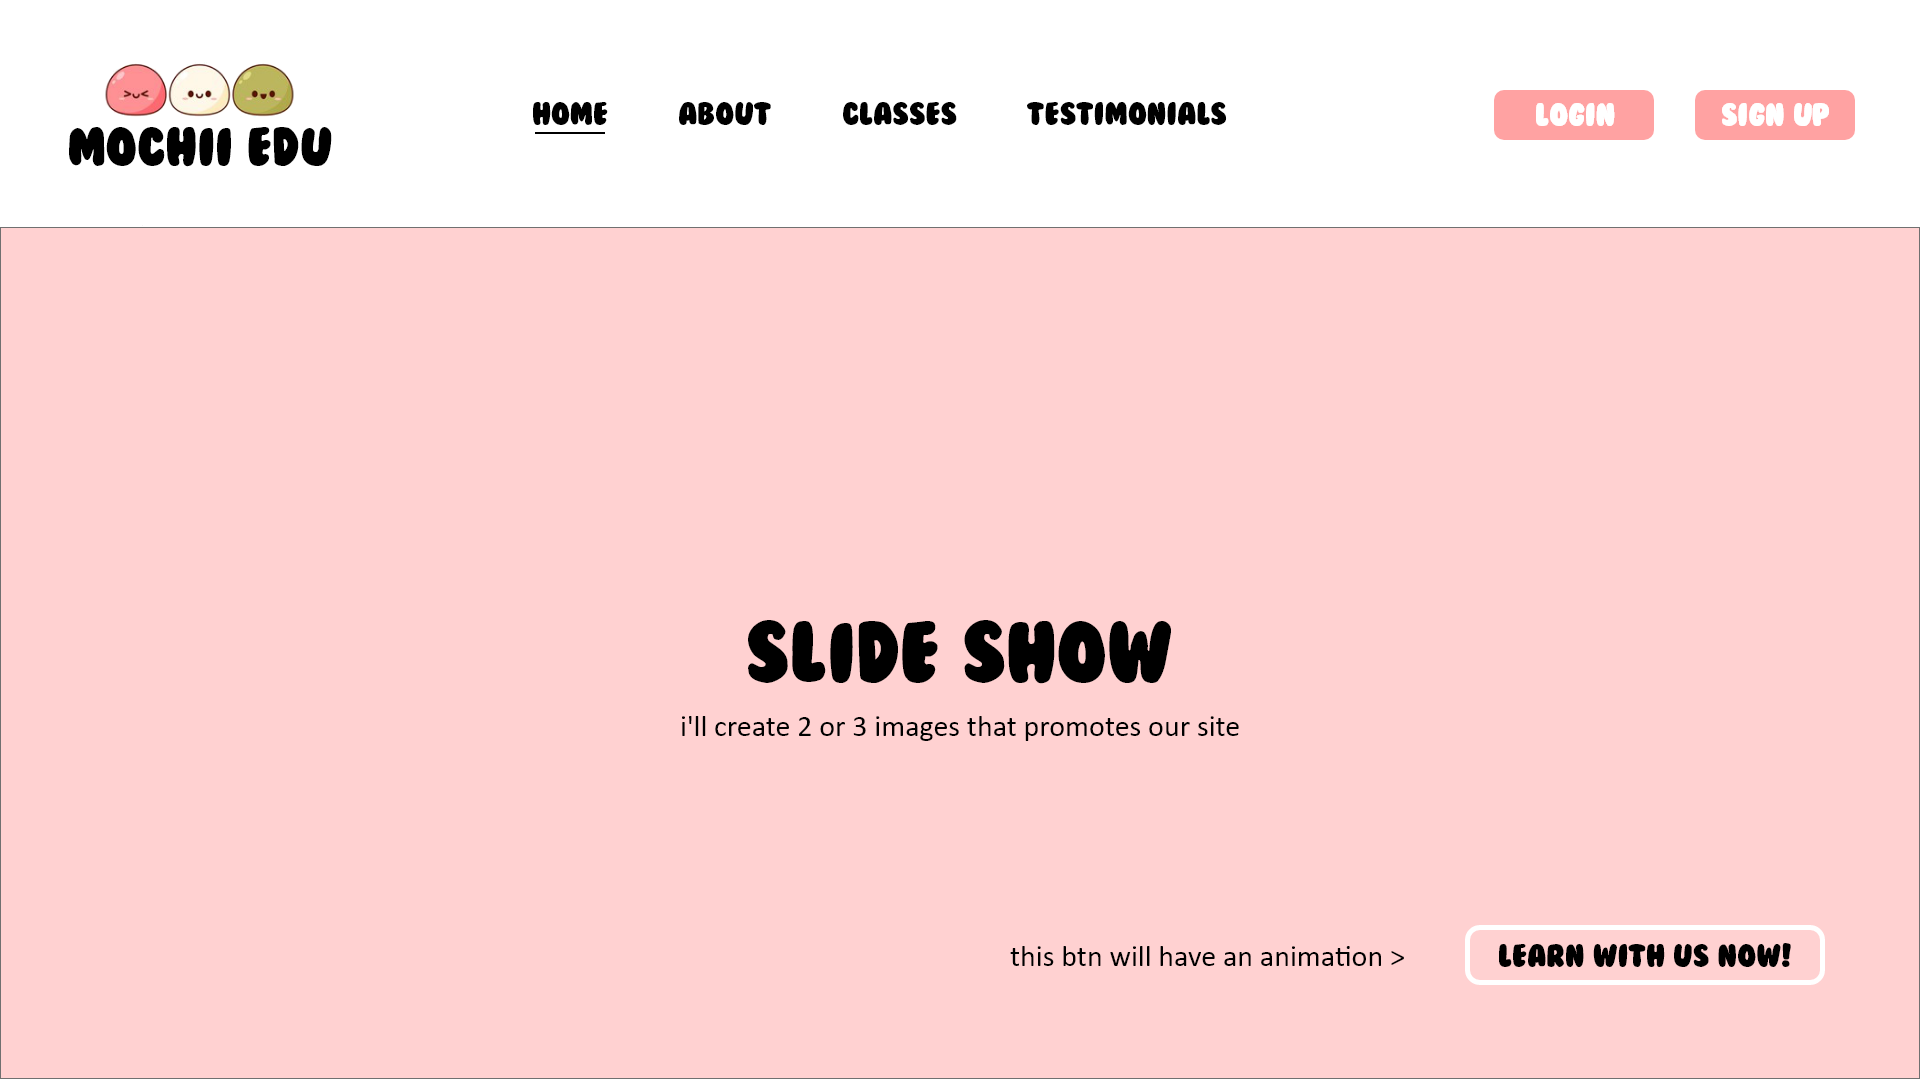 MOCHII EDU
HOME ABOUT CLASSES TESTIMONIALS
LOGIN SIGN UP
SLIDE SHOW
i'll create 2 or 3 images that promotes our site
this btn will have an animation >
LEARN WITH US NOW!